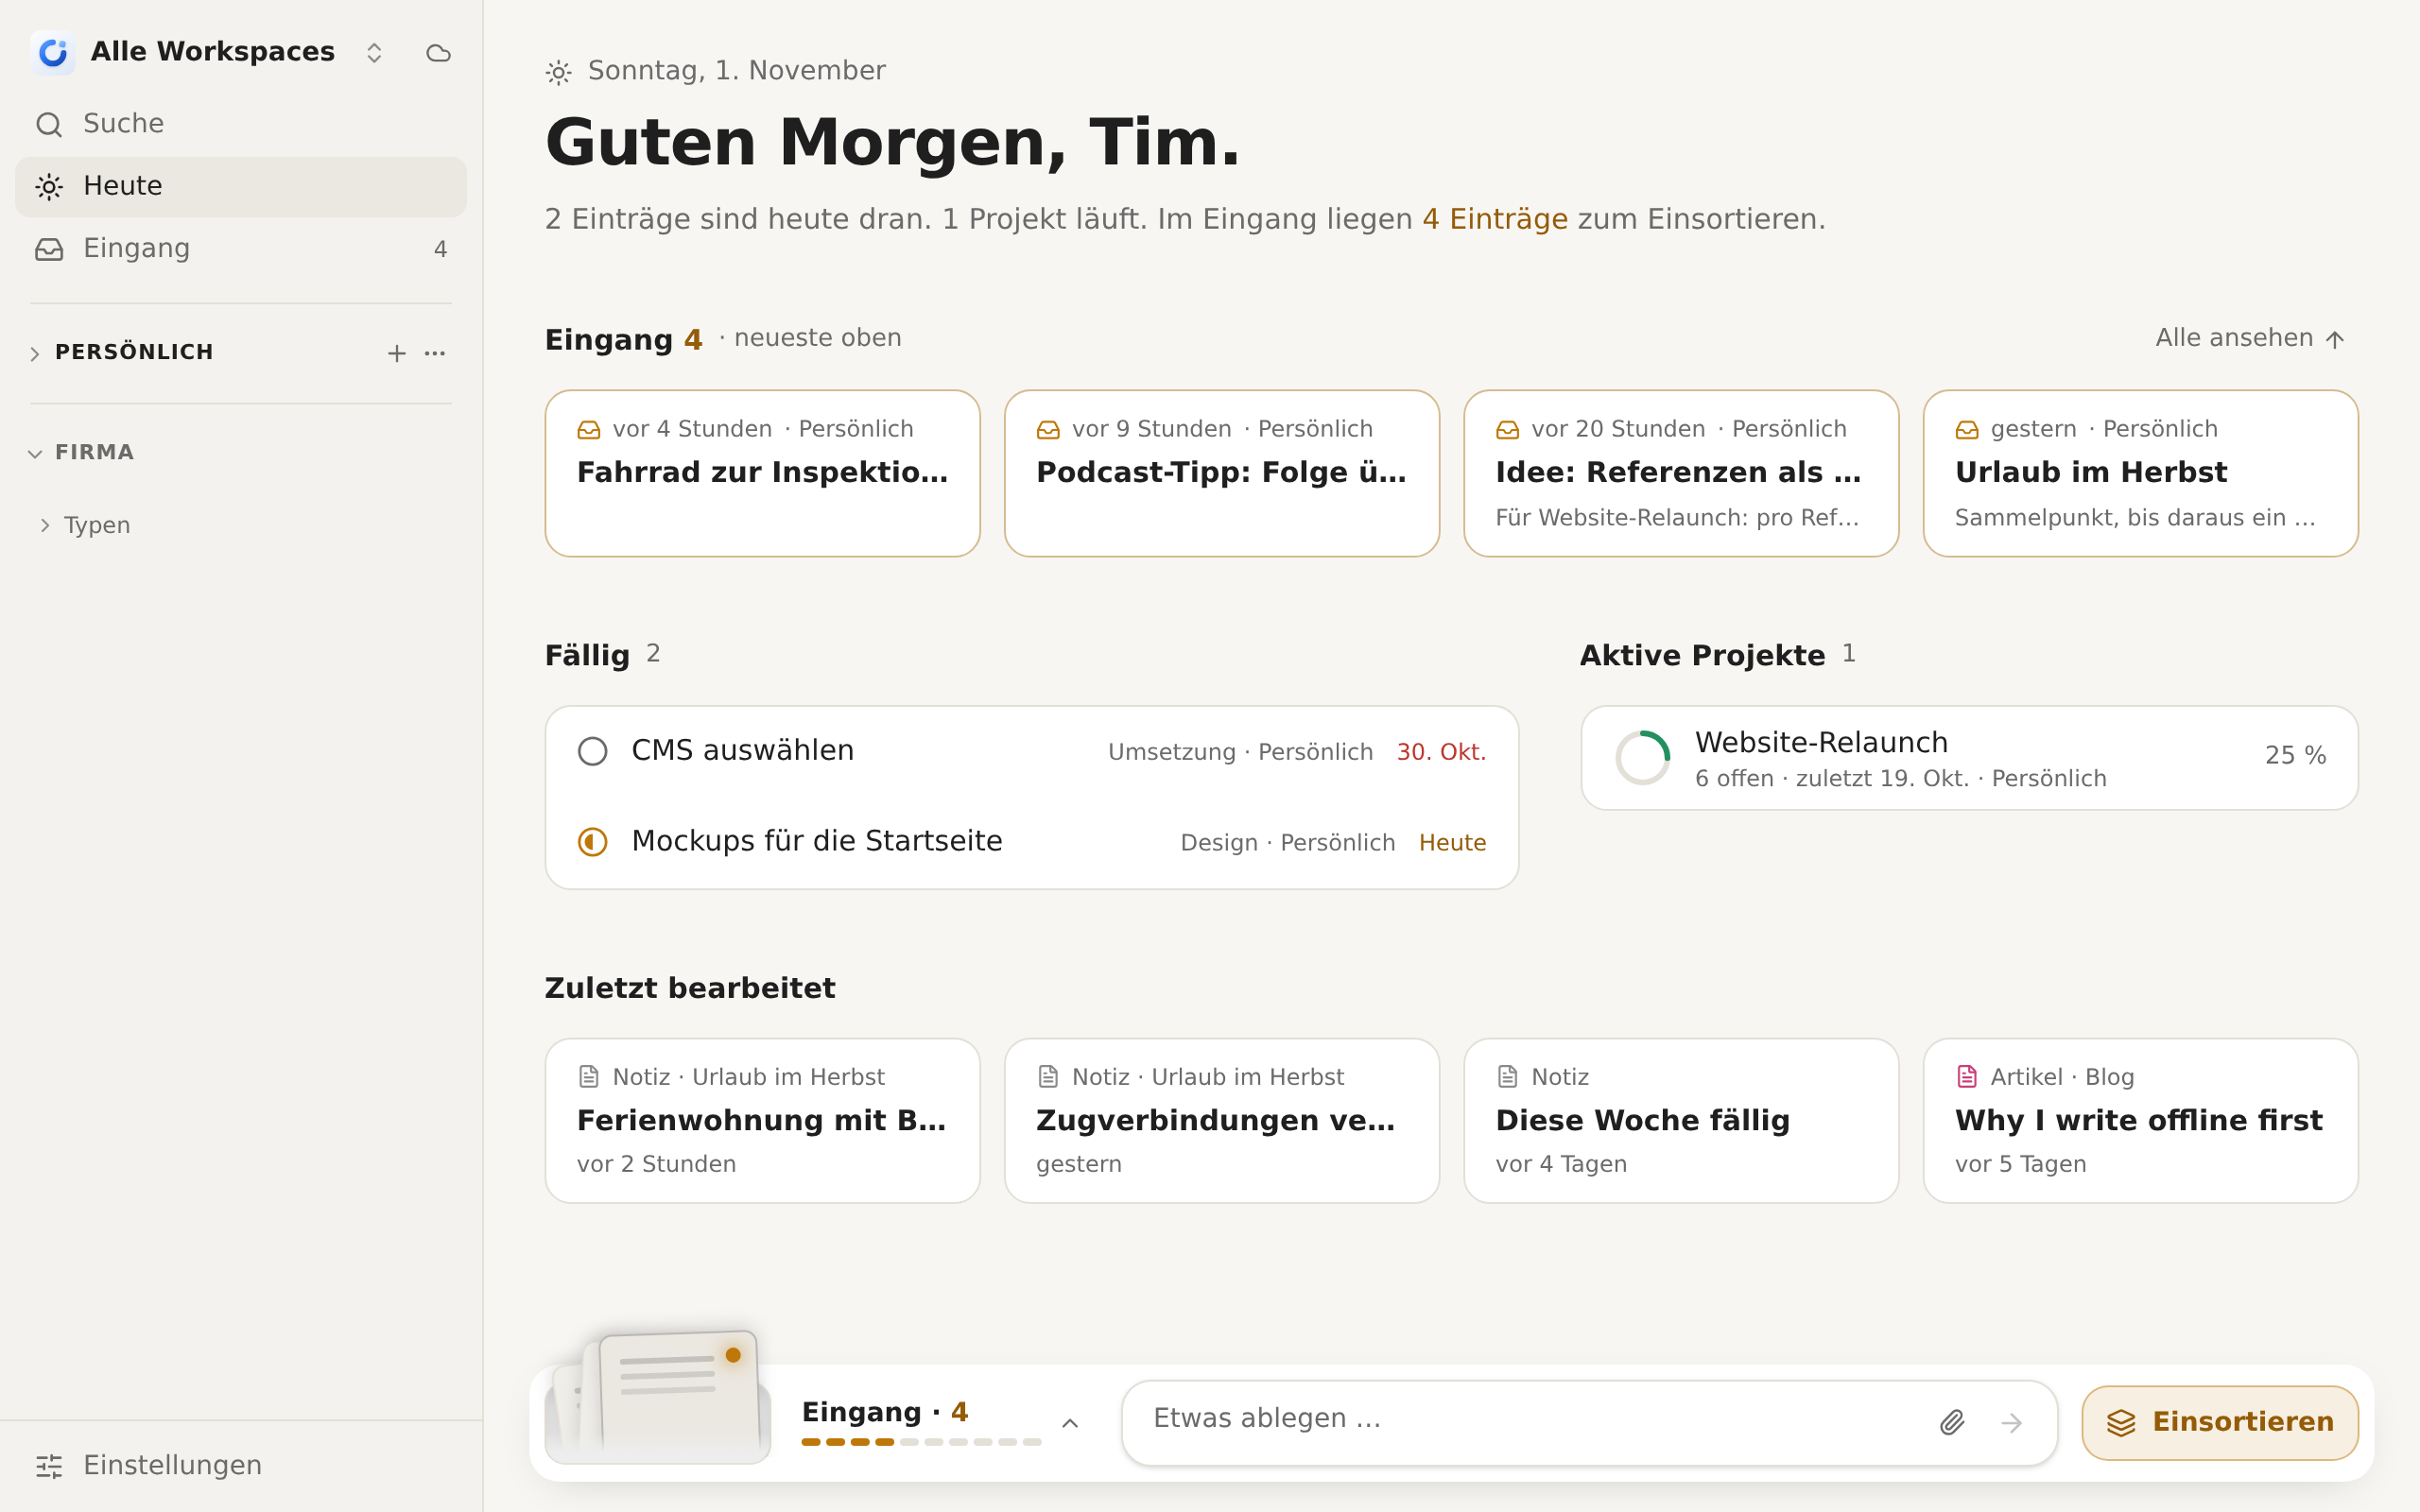 Alle Workspaces
Suche
Heute
Eingang 4
PERSÖNLICH
FIRMA
Typen
Einstellungen
Sonntag, 1. November
Guten Morgen, Tim.
2 Einträge sind heute dran. 1 Projekt läuft. Im Eingang liegen 4 Einträge zum Einsortieren.
Eingang 4 · neueste oben
Alle ansehen
vor 4 Stunden · Persönlich
Fahrrad zur Inspektio...
vor 9 Stunden · Persönlich
Podcast-Tipp: Folge ü...
vor 20 Stunden · Persönlich
Idee: Referenzen als ...
Für Website-Relaunch: pro Ref...
gestern · Persönlich
Urlaub im Herbst
Sammelpunkt, bis daraus ein ...
Fällig 2
CMS auswählen Umsetzung · Persönlich 30. Okt.
Mockups für die Startseite Design · Persönlich Heute
Aktive Projekte 1
Website-Relaunch
6 offen · zuletzt 19. Okt. · Persönlich
25 %
Zuletzt bearbeitet
Notiz · Urlaub im Herbst
Ferienwohnung mit B...
vor 2 Stunden
Notiz · Urlaub im Herbst
Zugverbindungen ve...
gestern
Notiz
Diese Woche fällig
vor 4 Tagen
Artikel · Blog
Why I write offline first
vor 5 Tagen
Eingang · 4
Etwas ablegen ...
Einsortieren